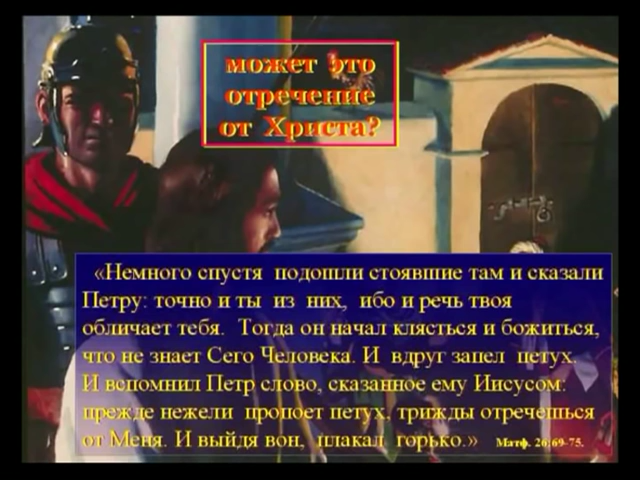 может это
отречение
от Христа?
«Немного спустя подошли стоявшие там и сказали
Петру: точно и ты из них, ибо и речь твоя
обличает тебя. Тогда он начал клясться и божиться,
что не знает Сего Человека. И вдруг запел петух.
И вспомнил Петр слово, сказанное ему Иисусом:
прежде нежели пропоет петух, трижды отречешься
от Меня. И выйдя вон, плакал горько.» Матф. 26:69-75.